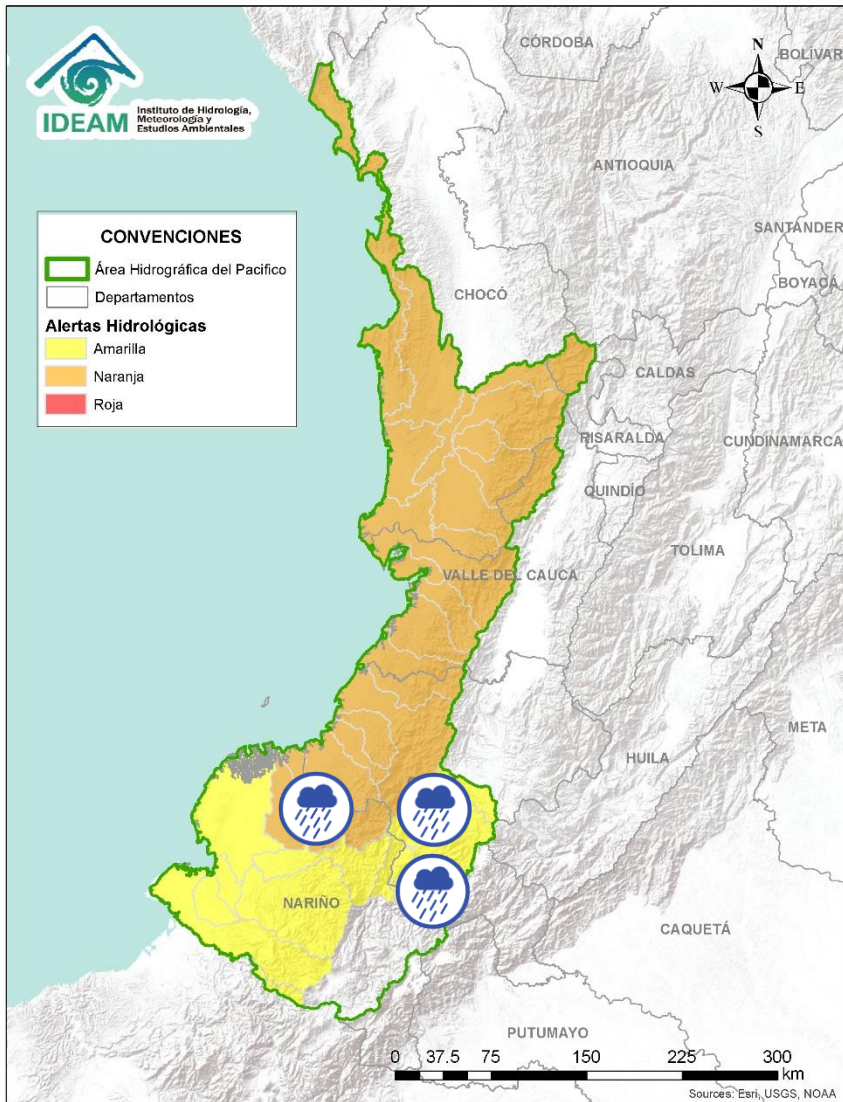 IDEAM
Instituto de Hidrología,
Meteorología y
Estudios Ambientales
N
W
E
S
CÓRDOBA
BOLÍVAR
ANTIOQUIA
SANTANDER
BOYACÁ
CONVENCIONES
Área Hidrográfica del Pacifico
Departamentos
Alertas Hidrológicas
Amarilla
Naranja
Roja
CHOCÓ
CALDAS
RISARALDA
CUNDINAMARCA
QUINDÍO
TOLIMA
VALLE DEL CAUCA
META
HUILA
NARIÑO
CAQUETÁ
PUTUMAYO
0 37.5 75 150 225 300
km
Sources: Esri, USGS, NOAA